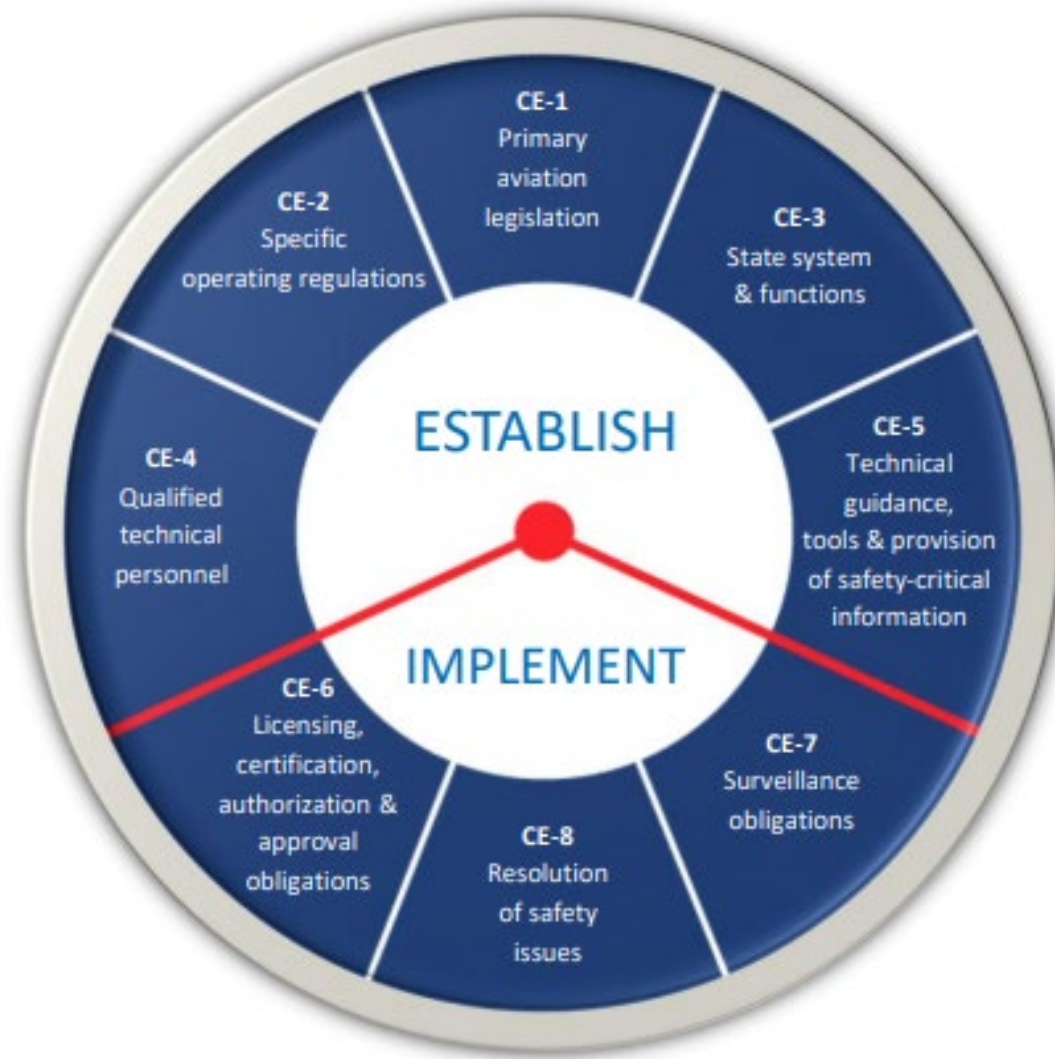 CE-1
Primary
aviation
legislation
CE-2
Specific
operating regulations
CE-3
State system
& functions
CE-4
Qualified
technical
personnel
ESTABLISH
CE-5
Technical
guidance,
tools & provision
of safety-critical
information
IMPLEMENT
CE-6
Licensing,
certification,
authorization &
approval
obligations
CE-7
Surveillance
obligations
CE-8
Resolution
of safety
issues